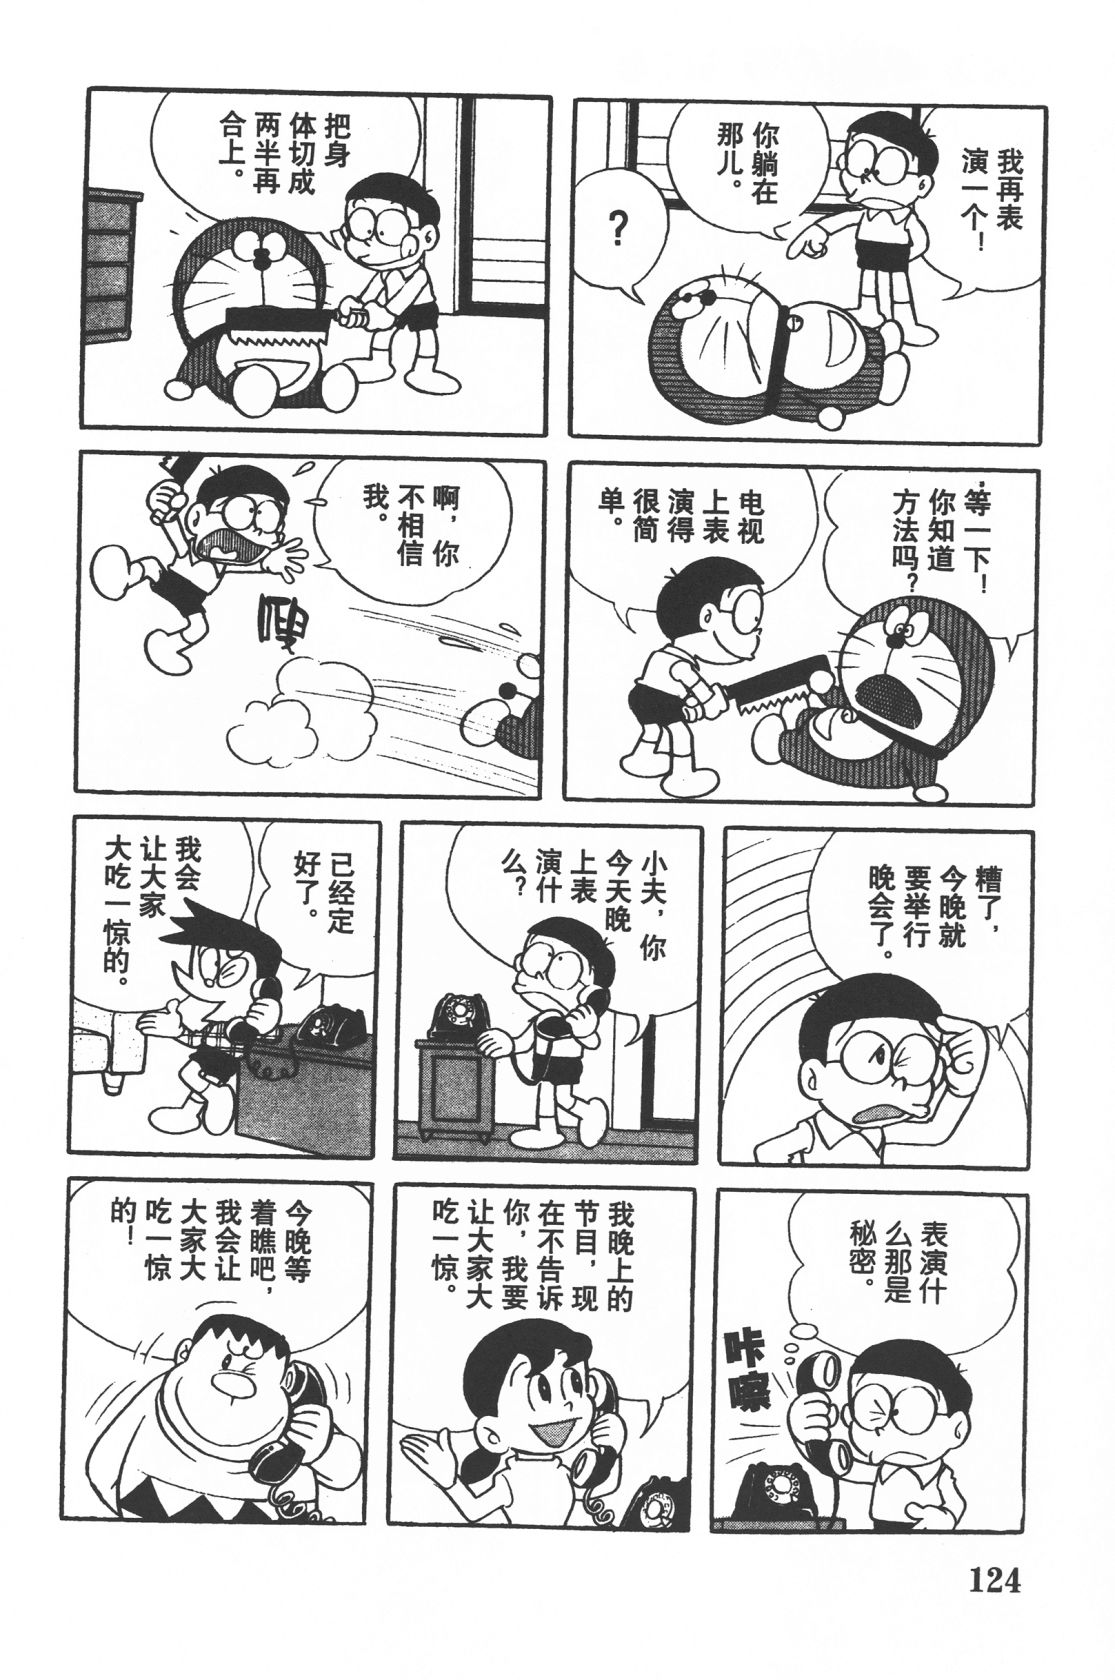 我再表
演一个！
你躺在
那儿。
？
把身
体切成
两半再
合上。
等一下！
你知道
方法吗？
电视
上表
演得
很简
单。
啊，你
不相信
我。
嗖
糟了，
今晚就
要举行
晚会了。
小夫，你
今天晚
上表
演什
么？
已经定
好了。
我会
让大家
大吃一惊的。
表演什
么那是
秘密。
咔嚓
我晚上的
节目，现
在不告诉
你，我要
让大家大
吃一惊。
今晚等
着瞧吧，
我会让
大家大
吃一惊
的！
124